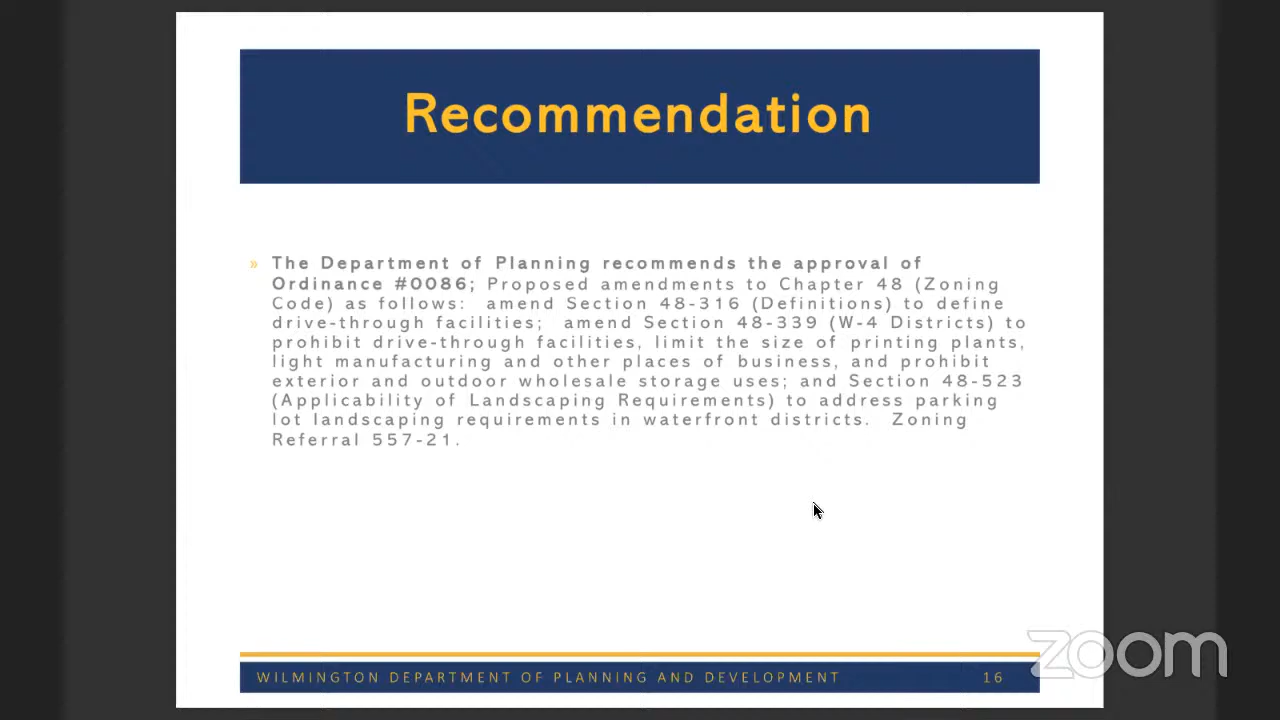 Recommendation
» The Department of Planning recommends the approval of
Ordinance #0086; Proposed amendments to Chapter 48 (Zoning
Code) as follows: amend Section 48-316 (Definitions) to define
drive-through facilities; amend Section 48-339 (W-4 Districts) to
prohibit drive-through facilities, limit the size of printing plants,
light manufacturing and other places of business, and prohibit
exterior and outdoor wholesale storage uses; and Section 48-523
(Applicability of Landscaping Requirements) to address parking
lot landscaping requirements in waterfront districts. Zoning
Referral 557-21.
WILMINGTON DEPARTMENT OF PLANNING AND DEVELOPMENT 16
zoom